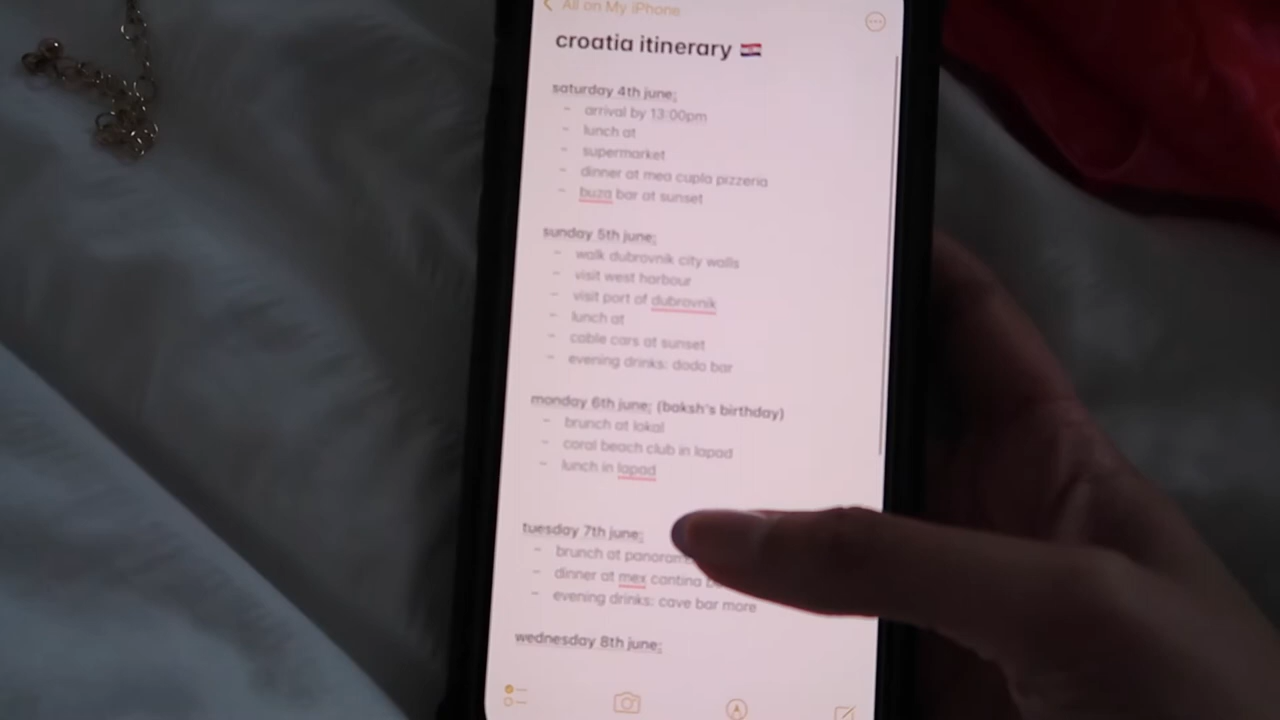 All on My iPhone
croatia itinerary 🇭🇷
saturday 4th june:
- arrival by 13:00pm
- lunch at
- supermarket
- dinner at mea cupla pizzeria
- buza bar at sunset
sunday 5th june:
- walk dubrovnik city walls
- visit west harbour
- visit port of dubrovnik
- lunch at
- cable cars at sunset
- evening drinks: dodo bar
monday 6th june: (baksh's birthday)
- brunch at lokal
- coral beach club in lapad
- lunch in lapad
tuesday 7th june:
- brunch at
- dinner at mex cantina
- evening drinks: cave bar more
wednesday 8th june: